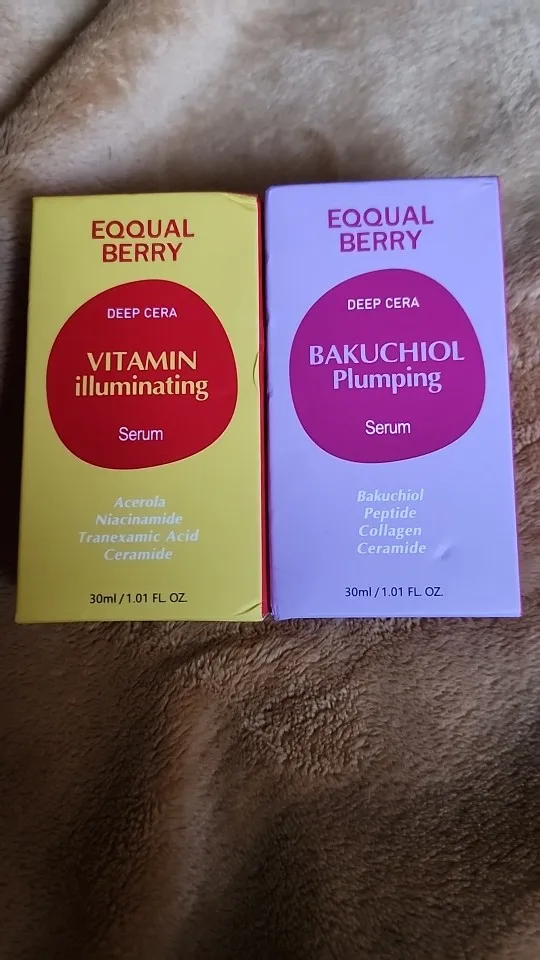 EQQUAL
BERRY
DEEP CERA
VITAMIN
illuminating
Serum
Acerola
Niacinamide
Tranexamic Acid
Ceramide
30ml / 1.01 FL. OZ.
EQQUAL
BERRY
DEEP CERA
BAKUCHIOL
Plumping
Serum
Bakuchiol
Peptide
Collagen
Ceramide
30ml / 1.01 FL. OZ.